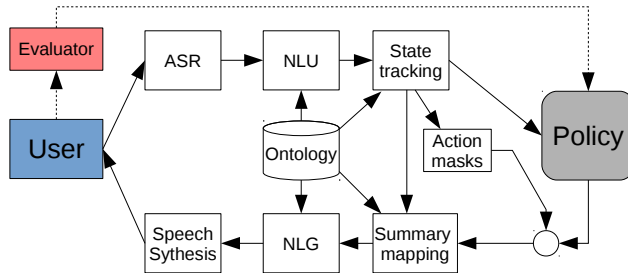 Evaluator
ASR
NLU
State
tracking
User
Ontology
Action
masks
Policy
Speech
Sythesis
NLG
Summary
mapping